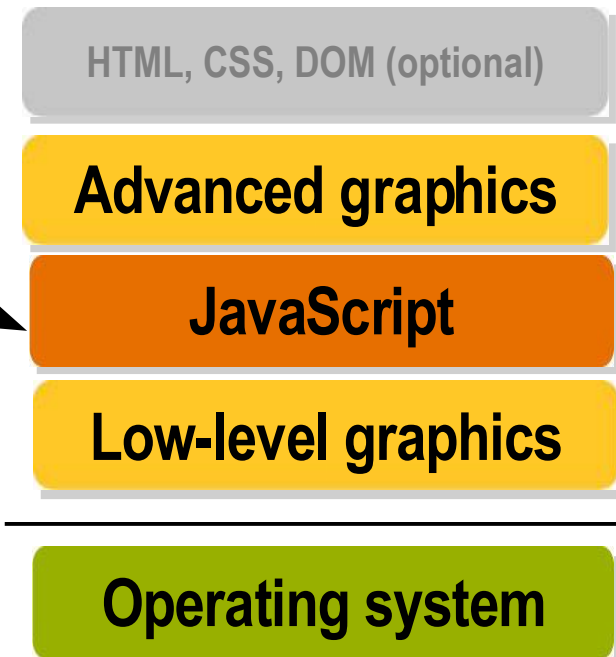 HTML, CSS, DOM (optional)
Advanced graphics
JavaScript
Low-level graphics
Operating system